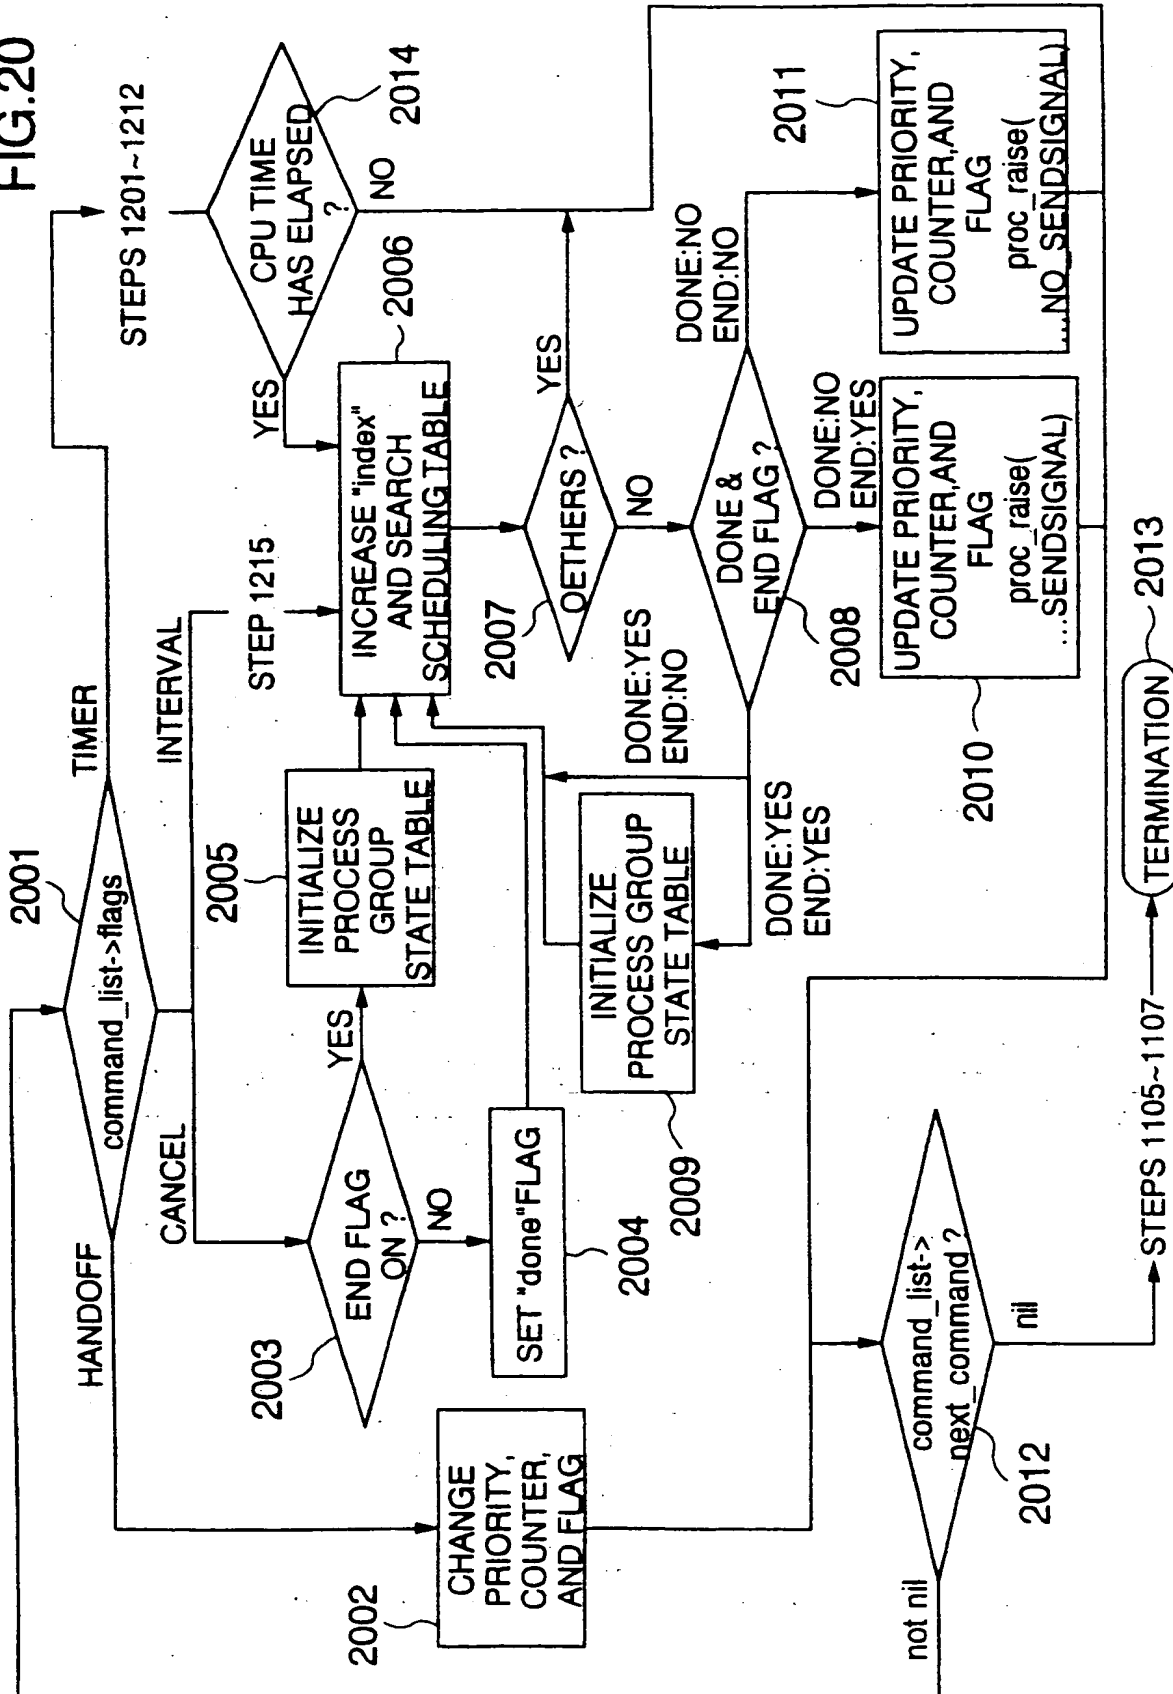 FIG.20
2001
command_list->flags
HANDOFF
CANCEL
INTERVAL
TIMER
2002
CHANGE
PRIORITY,
COUNTER,
AND FLAG
2003
END FLAG
ON ?
YES
NO
SET "done"FLAG
2004
2005
INITIALIZE
PROCESS
GROUP
STATE TABLE
STEP 1215
STEPS 1201~1212
CPU TIME
HAS ELAPSED
?
2014
YES
NO
2006
INCREASE "index"
AND SEARCH
SCHEDULING TABLE
2007
OETHERS ?
YES
NO
DONE &
END FLAG ?
2008
DONE:YES
END:NO
DONE:YES
END:YES
INITIALIZE
PROCESS GROUP
STATE TABLE
2009
DONE:NO
END:YES
DONE:NO
END:NO
2010
UPDATE PRIORITY,
COUNTER,AND
FLAG
proc_raise(
...SENDSIGNAL)
2011
UPDATE PRIORITY,
COUNTER,AND
FLAG
proc_raise(
...NO_SENDSIGNAL)
command_list->
next_command ?
2012
not nil
nil
STEPS 1105~1107
TERMINATION
2013